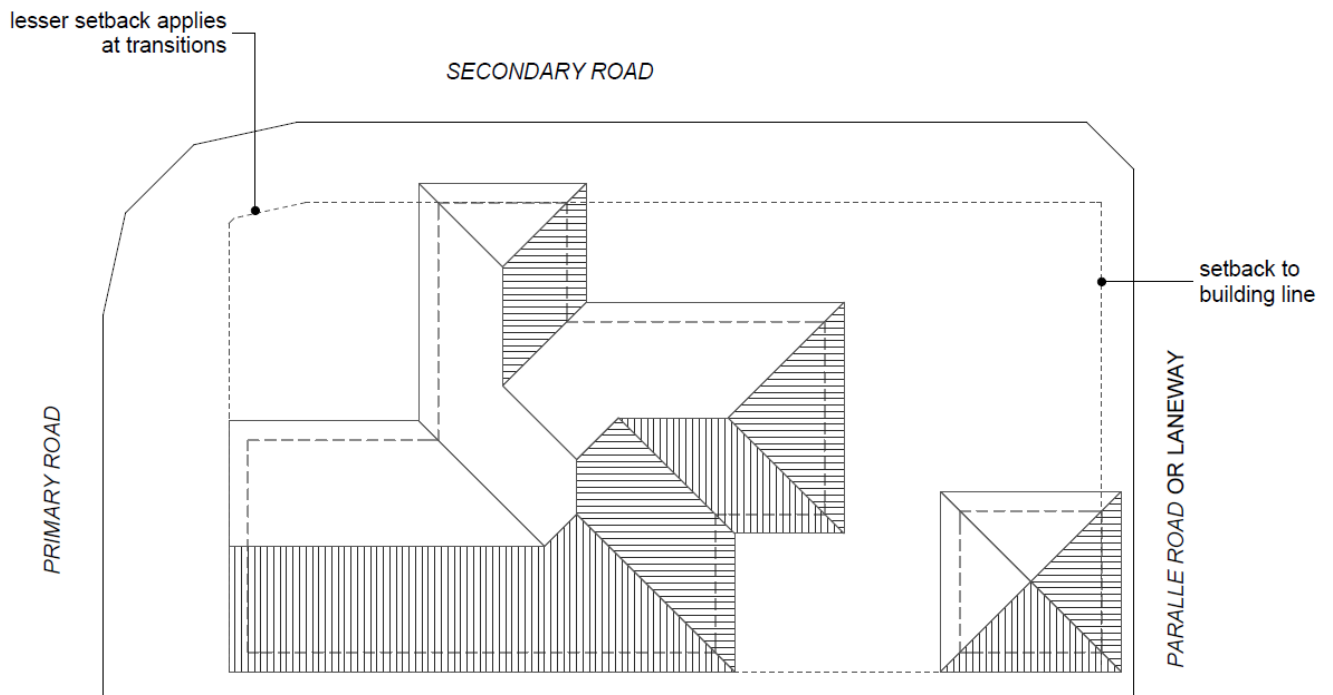 lesser setback applies
at transitions
SECONDARY ROAD
setback to
building line
PRIMARY ROAD
PARALLE ROAD OR LANEWAY